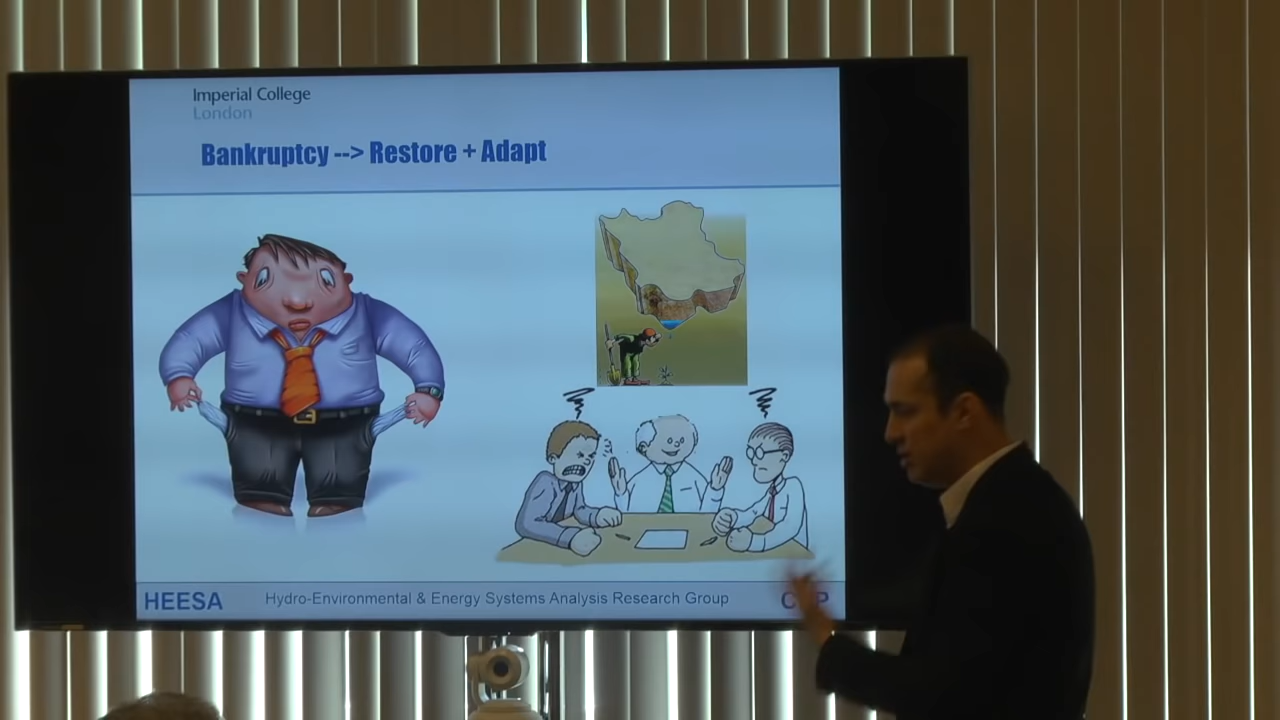 Imperial College
London
Bankruptcy --> Restore + Adapt
HEESA
Hydro-Environmental & Energy Systems Analysis Research Group